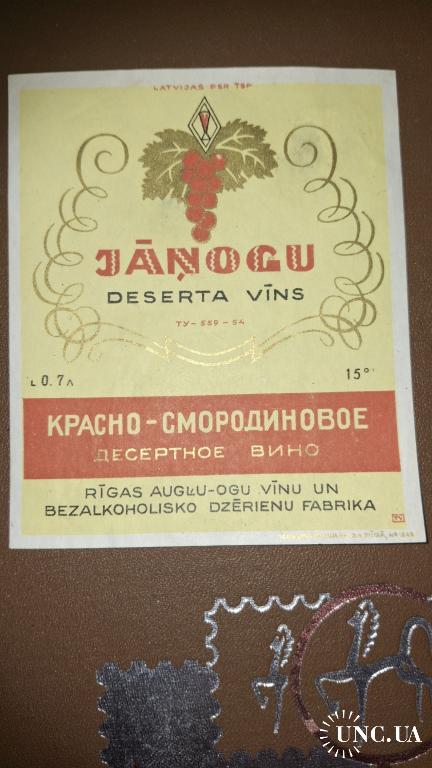 LATVIJAS PSR TSP
JĀŅOGU
DESERTA VĪNS
ТУ-559-54
L 0.7 л
15°
КРАСНО-СМОРОДИНОВОЕ
ДЕСЕРТНОЕ ВИНО
RĪGAS AUGĻU-OGU VĪNU UN
BEZALKOHOLISKO DZĒRIENU FABRIKA
UNC.UA